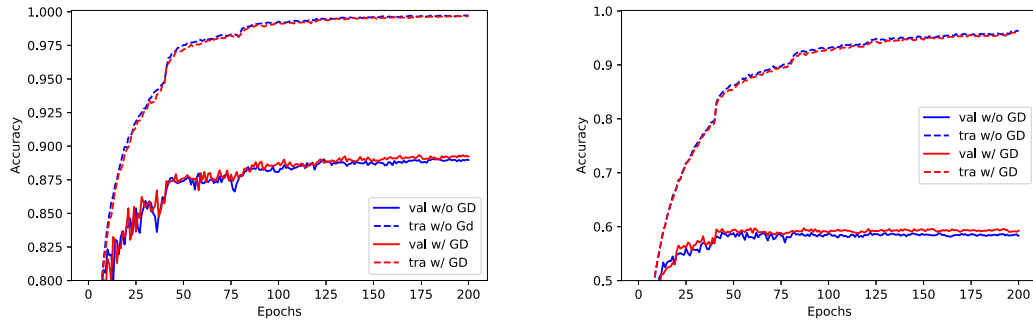 1.000
0.975
0.950
0.925
0.900
0.875
0.850
0.825
0.800
Accuracy
0 25 50 75 100 125 150 175 200
Epochs
val w/o GD
tra w/o Gd
val w/ GD
tra w/ GD
1.0
0.9
0.8
0.7
0.6
0.5
Accuracy
0 25 50 75 100 125 150 175 200
Epochs
val w/o GD
tra w/o GD
val w/ GD
tra w/ GD